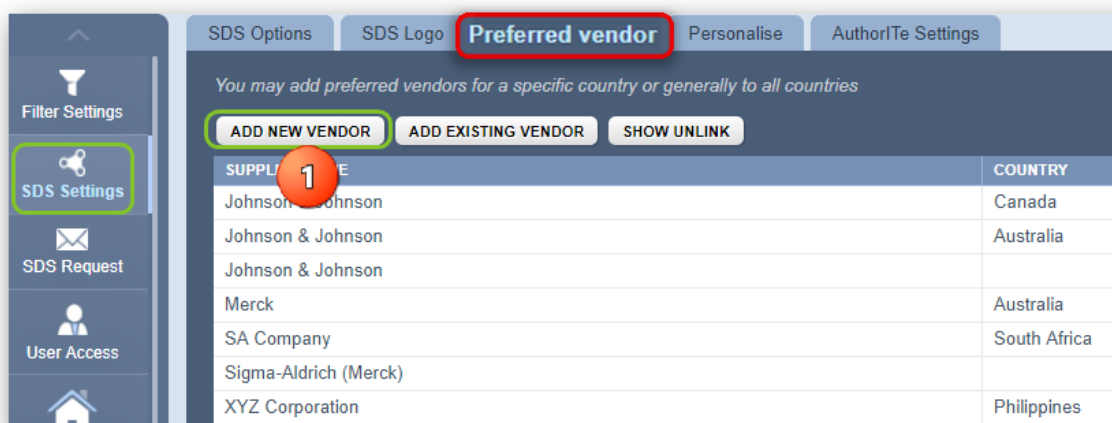 SDS Options SDS Logo Preferred vendor Personalise AuthorITe Settings
You may add preferred vendors for a specific country or generally to all countries
Filter Settings
ADD NEW VENDOR ADD EXISTING VENDOR SHOW UNLINK
1
COUNTRY
SDS Settings
Johnson & Johnson Canada
Johnson & Johnson Australia
SDS Request
Johnson & Johnson
Merck Australia
SA Company South Africa
User Access
Sigma-Aldrich (Merck)
XYZ Corporation Philippines